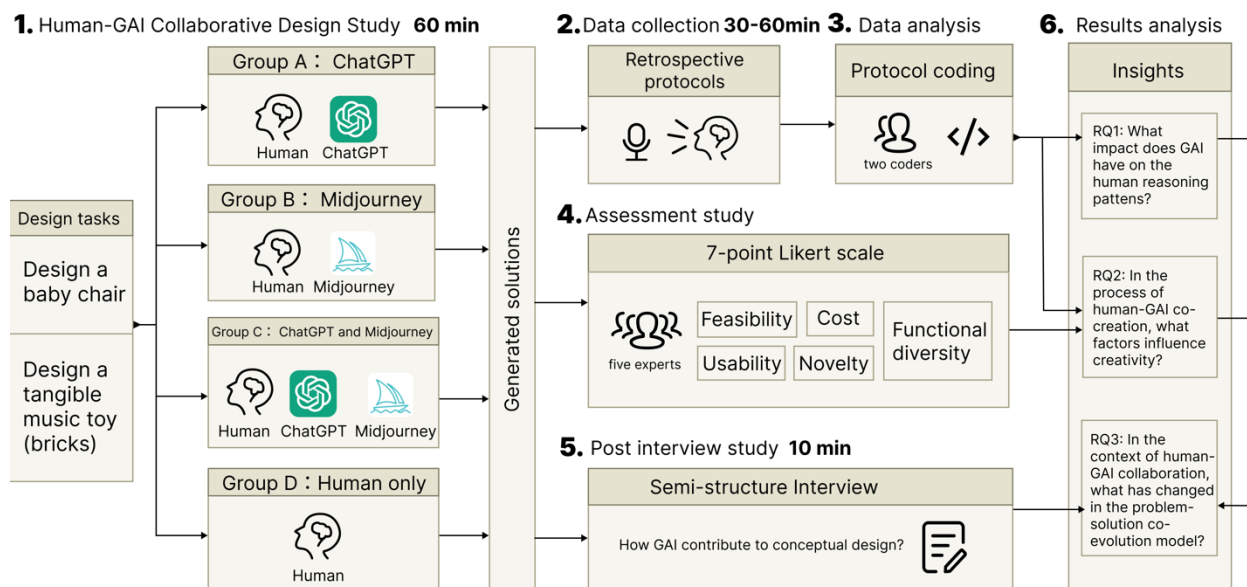 1. Human-GAI Collaborative Design Study 60 min
Design tasks
Design a
baby chair
Design a
tangible
music toy
(bricks)
Group A： ChatGPT
Human
ChatGPT
Group B： Midjourney
Human
Midjourney
Group C： ChatGPT and Midjourney
Human
ChatGPT
Midjourney
Group D：Human only
Human
Generated solutions
2. Data collection 30-60min
Retrospective
protocols
3. Data analysis
Protocol coding
two coders
4. Assessment study
7-point Likert scale
five experts
Feasibility
Cost
Usability
Novelty
Functional
diversity
5. Post interview study 10 min
Semi-structure Interview
How GAI contribute to conceptual design?
6. Results analysis
Insights
RQ1: What
impact does GAI
have on the
human reasoning
pattens?
RQ2: In the
process of
human-GAI co-
creation, what
factors influence
creativity?
RQ3: In the
context of human-
GAI collaboration,
what has changed
in the problem-
solution co-
evolution model?